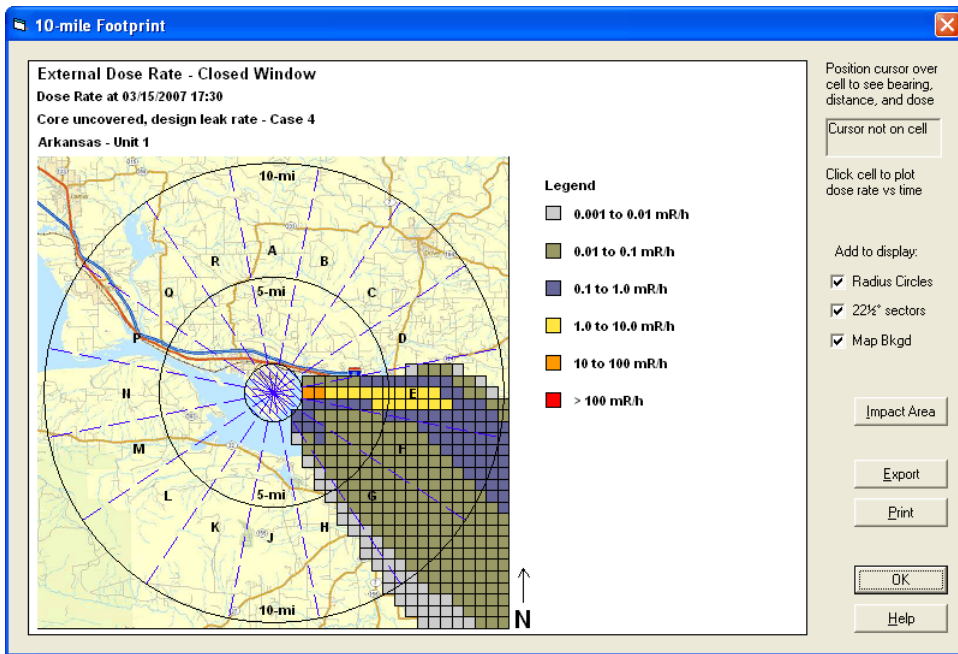 10-mile Footprint
External Dose Rate - Closed Window
Dose Rate at 03/15/2007 17:30
Core uncovered, design leak rate - Case 4
Arkansas - Unit 1
10-mi
A
R
B
5-mi
Q
C
P
D
N
E
M
F
L
G
5-mi
K
H
J
10-mi
N
Legend
0.001 to 0.01 mR/h
0.01 to 0.1 mR/h
0.1 to 1.0 mR/h
1.0 to 10.0 mR/h
10 to 100 mR/h
> 100 mR/h
Position cursor over
cell to see bearing,
distance, and dose
Cursor not on cell
Click cell to plot
dose rate vs time
Add to display:
Radius Circles
22½° sectors
Map Bkgd
Impact Area
Export
Print
OK
Help